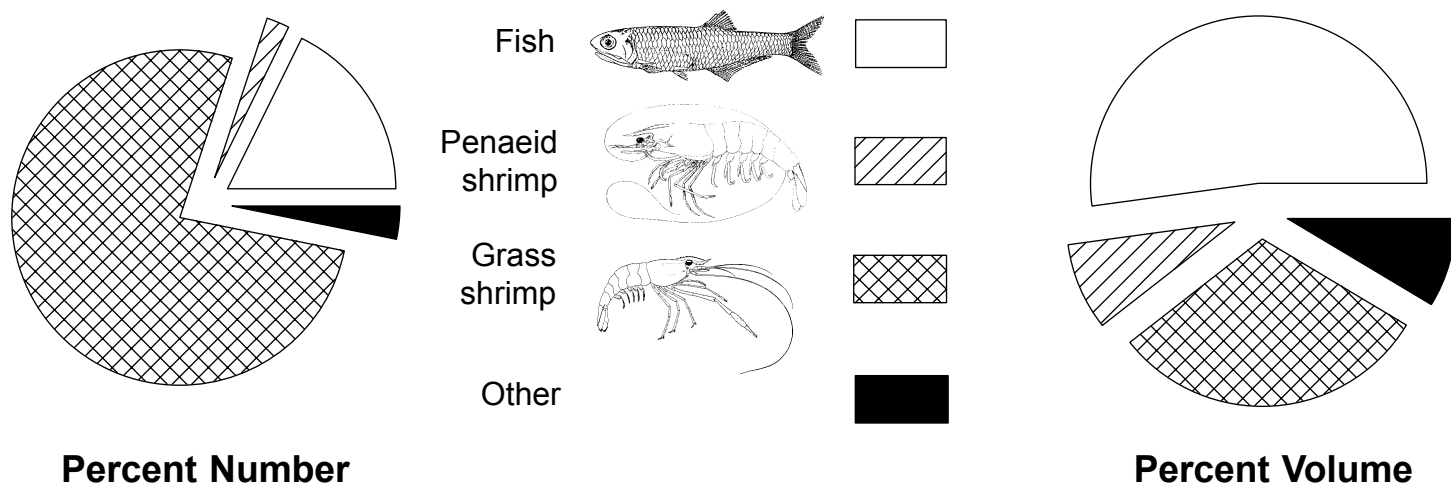 Fish
Penaeid
shrimp
Grass
shrimp
Other
Percent Number
Percent Volume